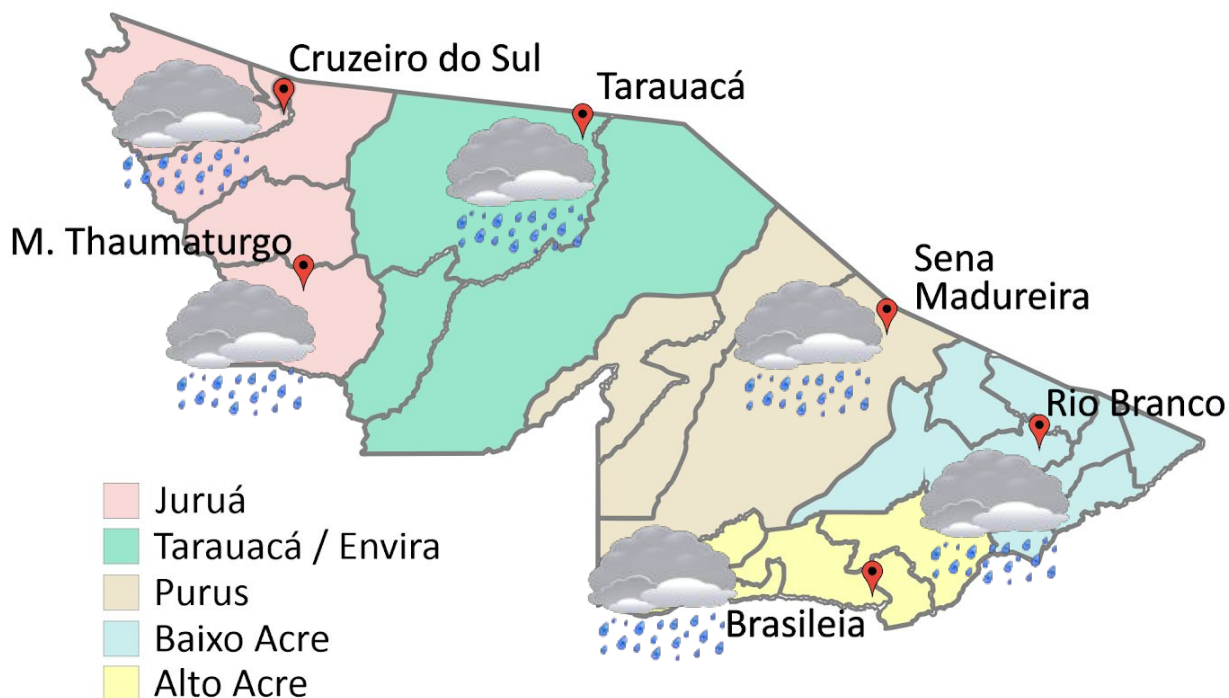 Cruzeiro do Sul
Tarauacá
M. Thaumaturgo
Sena
Madureira
Rio Branco
Brasileia
Juruá
Tarauacá / Envira
Purus
Baixo Acre
Alto Acre